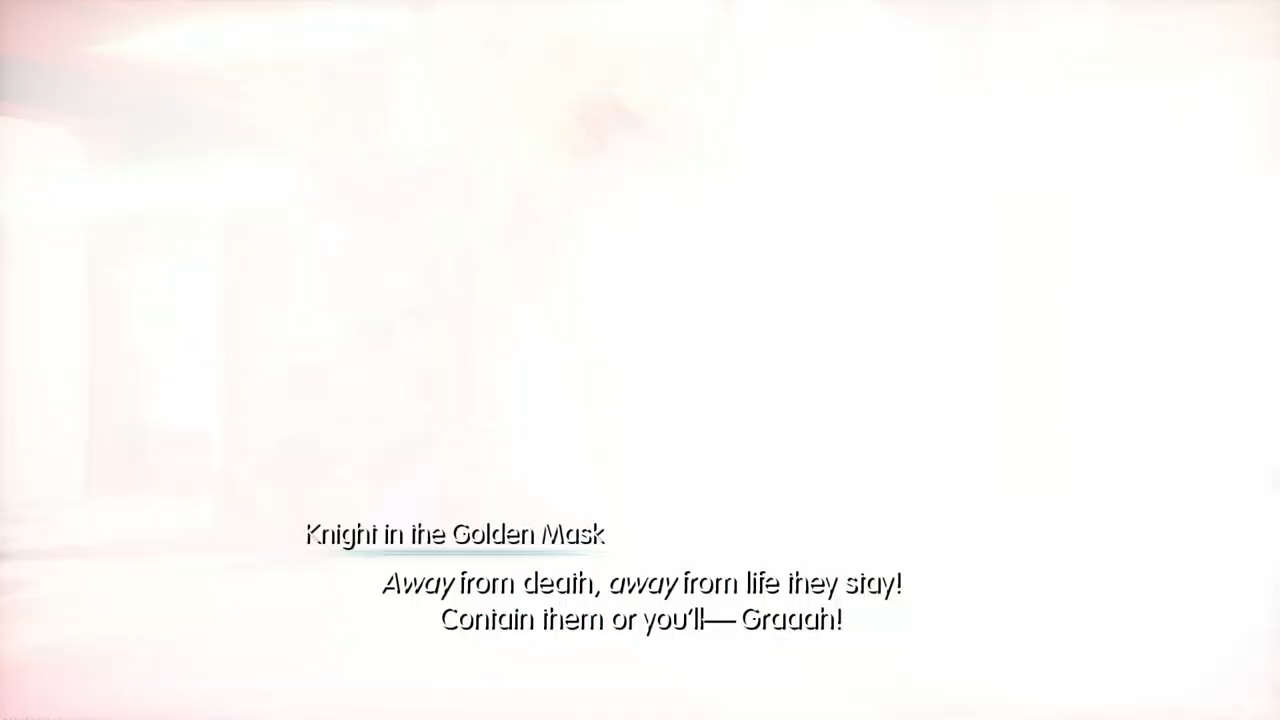 Knight in the Golden Mask
Away from death, away from life they stay!
Contain them or you'll— Graaah!